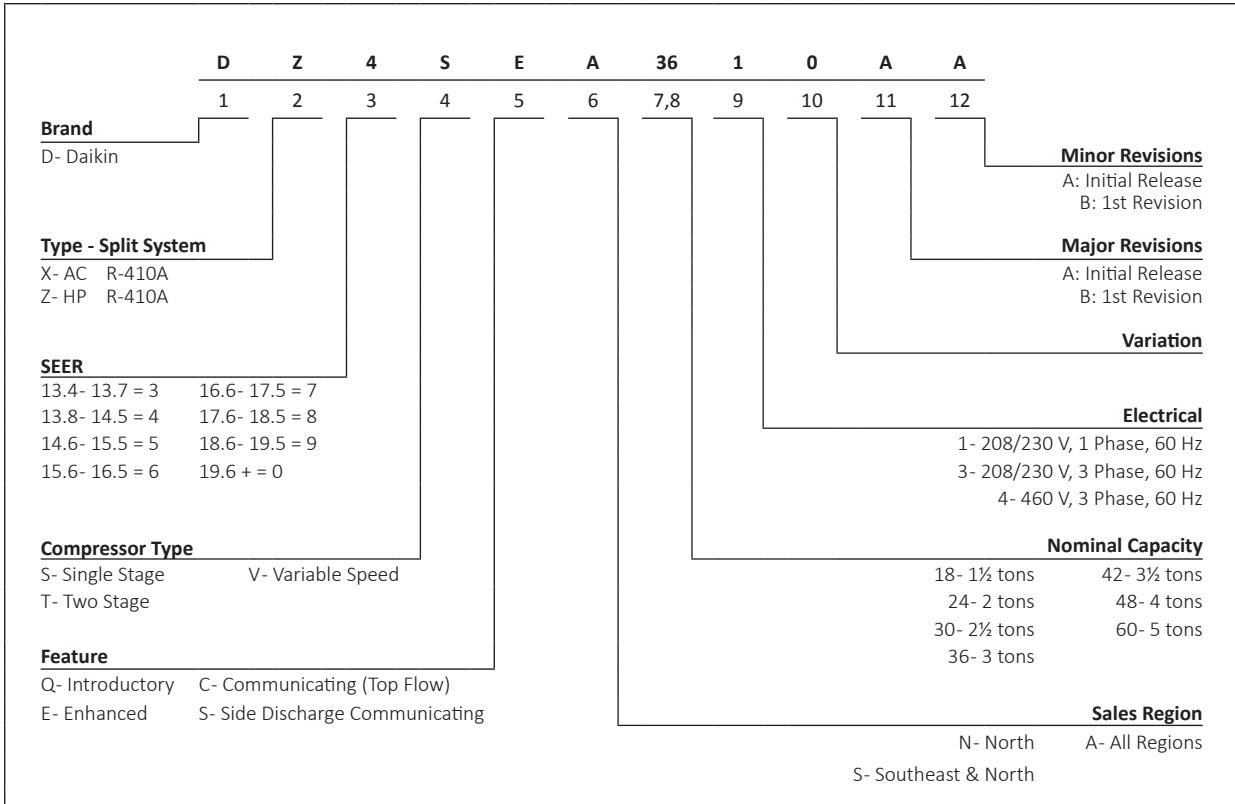 D Z 4 S E A 36 1 0 A A
1 2 3 4 5 6 7,8 9 10 11 12
Brand
D- Daikin
Type - Split System
X- AC R-410A
Z- HP R-410A
SEER
13.4- 13.7 = 3 16.6- 17.5 = 7
13.8- 14.5 = 4 17.6- 18.5 = 8
14.6- 15.5 = 5 18.6- 19.5 = 9
15.6- 16.5 = 6 19.6 + = 0
Compressor Type
S- Single Stage V- Variable Speed
T- Two Stage
Feature
Q- Introductory C- Communicating (Top Flow)
E- Enhanced S- Side Discharge Communicating
Minor Revisions
A: Initial Release
B: 1st Revision
Major Revisions
A: Initial Release
B: 1st Revision
Variation
Electrical
1- 208/230 V, 1 Phase, 60 Hz
3- 208/230 V, 3 Phase, 60 Hz
4- 460 V, 3 Phase, 60 Hz
Nominal Capacity
18- 1½ tons 42- 3½ tons
24- 2 tons 48- 4 tons
30- 2½ tons 60- 5 tons
36- 3 tons
Sales Region
N- North A- All Regions
S- Southeast & North